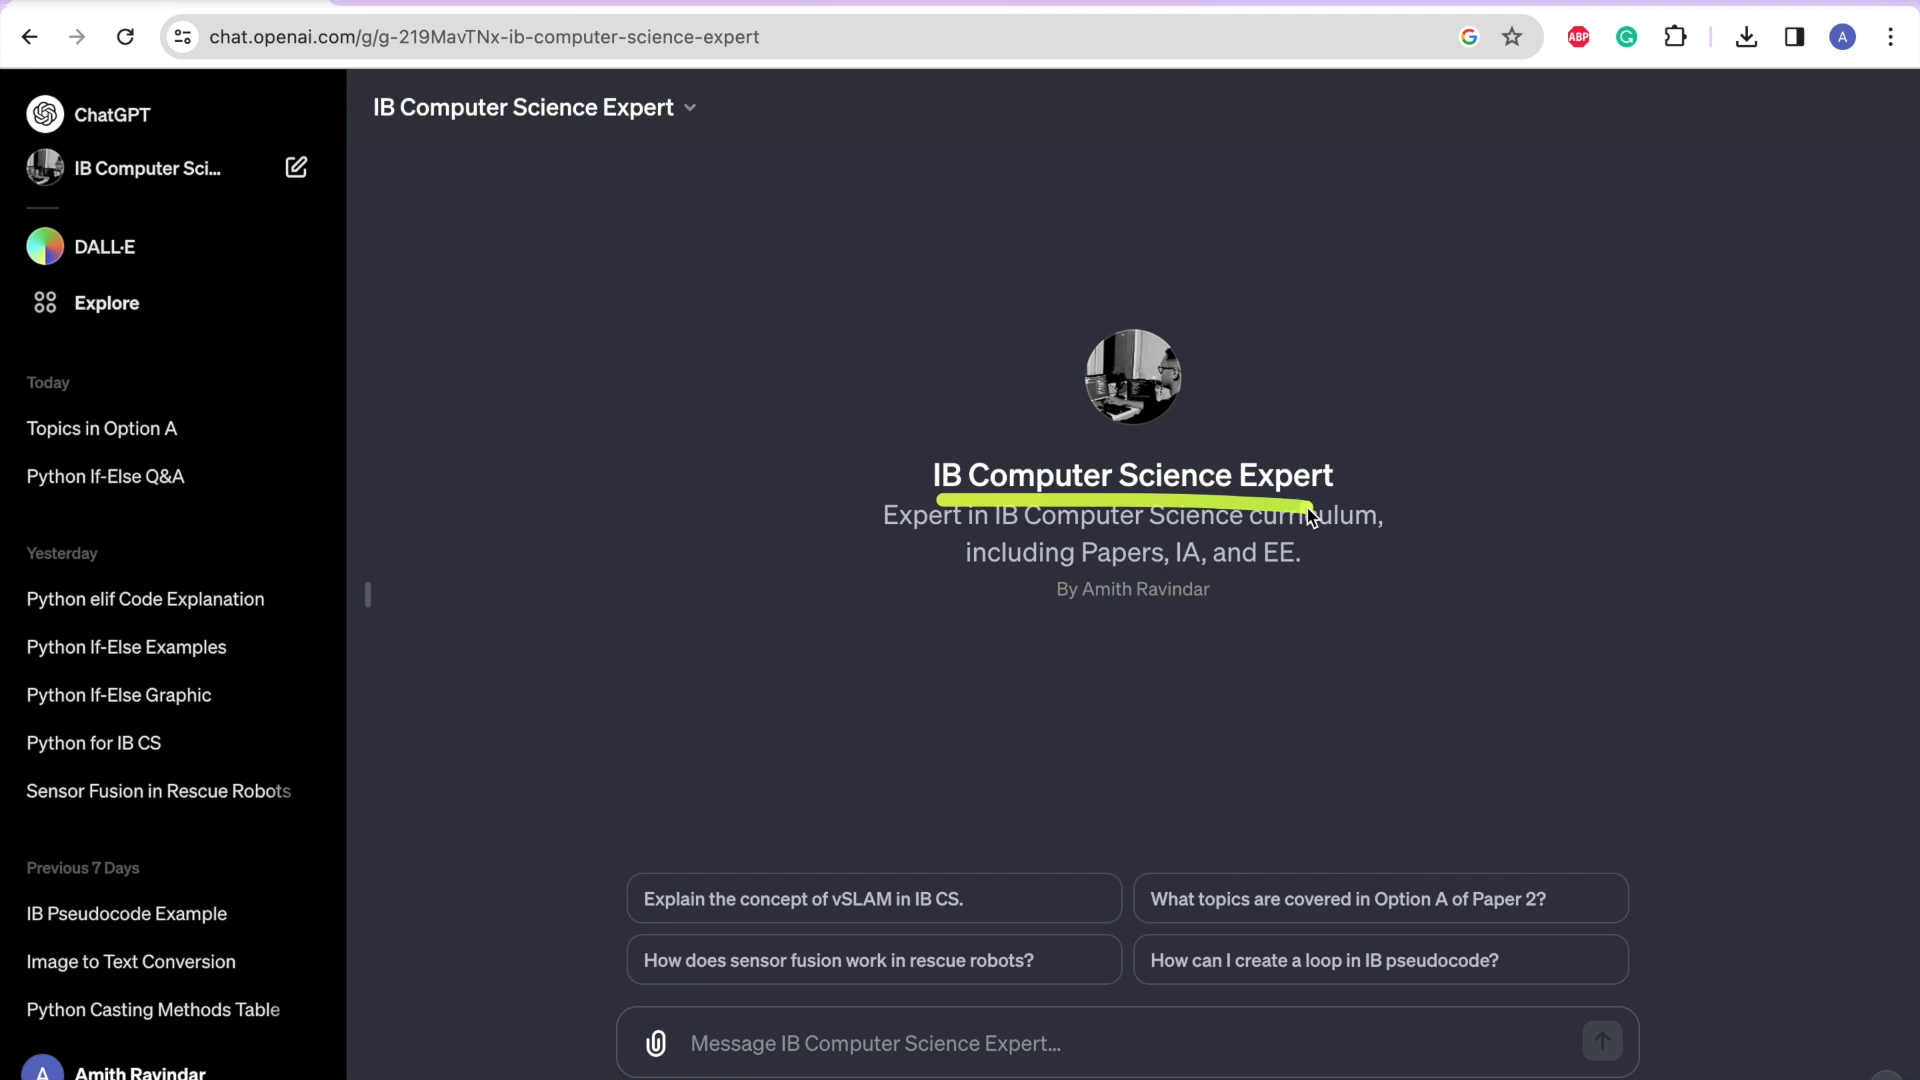 chat.openai.com/g/g-219MavTNx-ib-computer-science-expert
ABP
A
ChatGPT
IB Computer Sci...
DALL·E
Explore
Today
Topics in Option A
Python If-Else Q&A
Yesterday
Python elif Code Explanation
Python If-Else Examples
Python If-Else Graphic
Python for IB CS
Sensor Fusion in Rescue Robots
Previous 7 Days
IB Pseudocode Example
Image to Text Conversion
Python Casting Methods Table
A
Amith Ravindar
IB Computer Science Expert
IB Computer Science Expert
Expert in IB Computer Science curriculum,
including Papers, IA, and EE.
By Amith Ravindar
Explain the concept of vSLAM in IB CS.
What topics are covered in Option A of Paper 2?
How does sensor fusion work in rescue robots?
How can I create a loop in IB pseudocode?
Message IB Computer Science Expert...